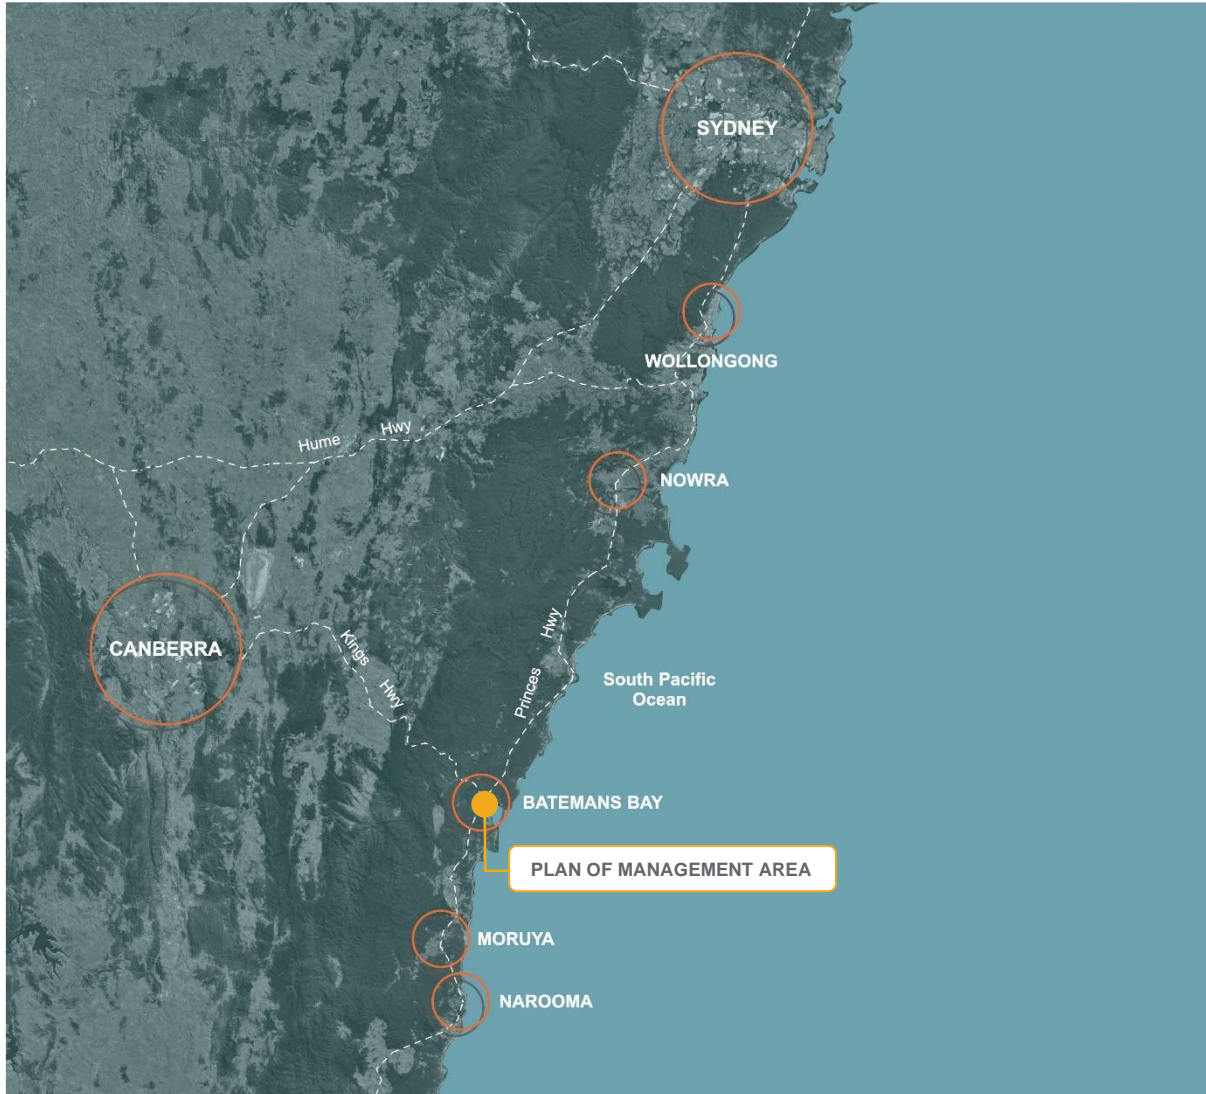 SYDNEY
WOLLONGONG
Hume Hwy
NOWRA
CANBERRA
Kings
Hwy
Princes
Hwy
South Pacific
Ocean
BATEMANS BAY
PLAN OF MANAGEMENT AREA
MORUYA
NAROOMA